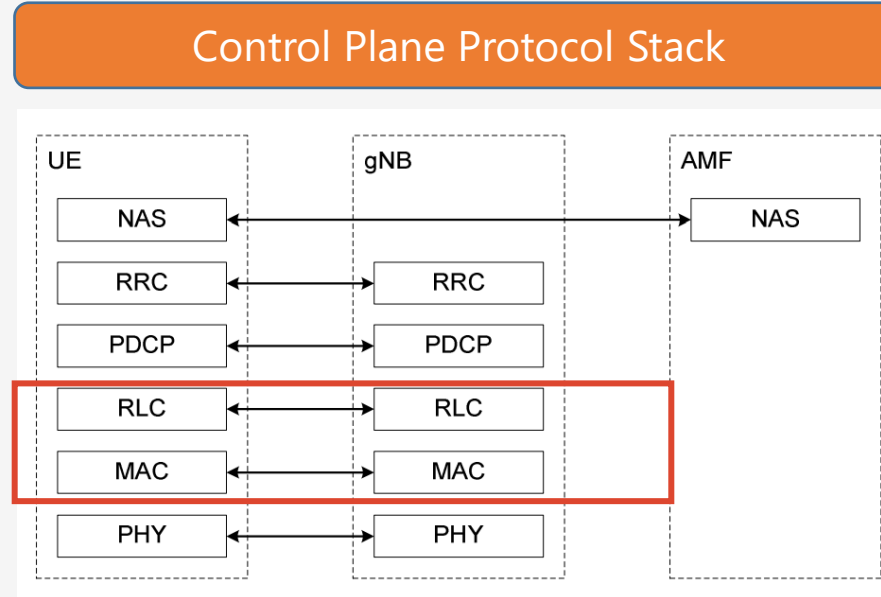 Control Plane Protocol Stack
UE gNB AMF
NAS NAS
RRC RRC
PDCP PDCP
RLC RLC
MAC MAC
PHY PHY